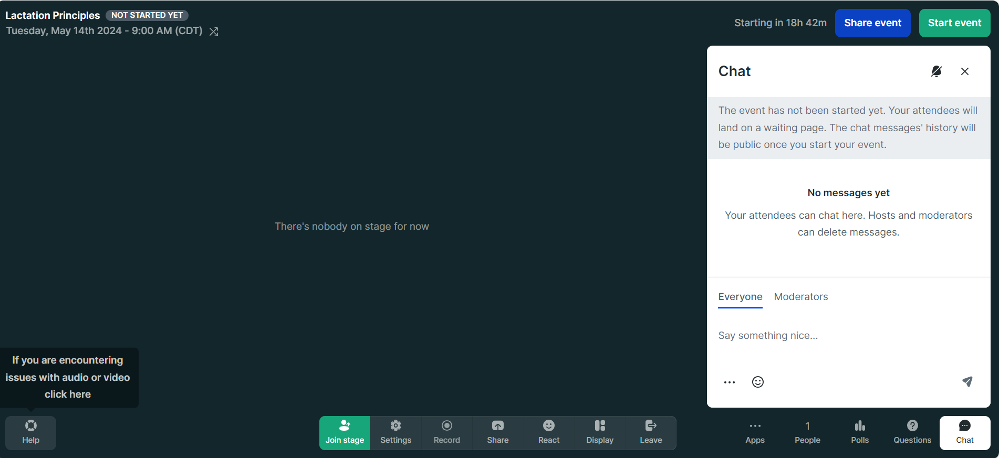 Lactation Principles NOT STARTED YET
Tuesday, May 14th 2024 - 9:00 AM (CDT)
Starting in 18h 42m
Share event
Start event
Chat
The event has not been started yet. Your attendees will
land on a waiting page. The chat messages' history will
be public once you start your event.
No messages yet
Your attendees can chat here. Hosts and moderators
can delete messages.
There's nobody on stage for now
Everyone Moderators
Say something nice...
If you are encountering
issues with audio or video
click here
Help
Join stage
Settings
Record
Share
React
Display
Leave
Apps
1
People
Polls
Questions
Chat